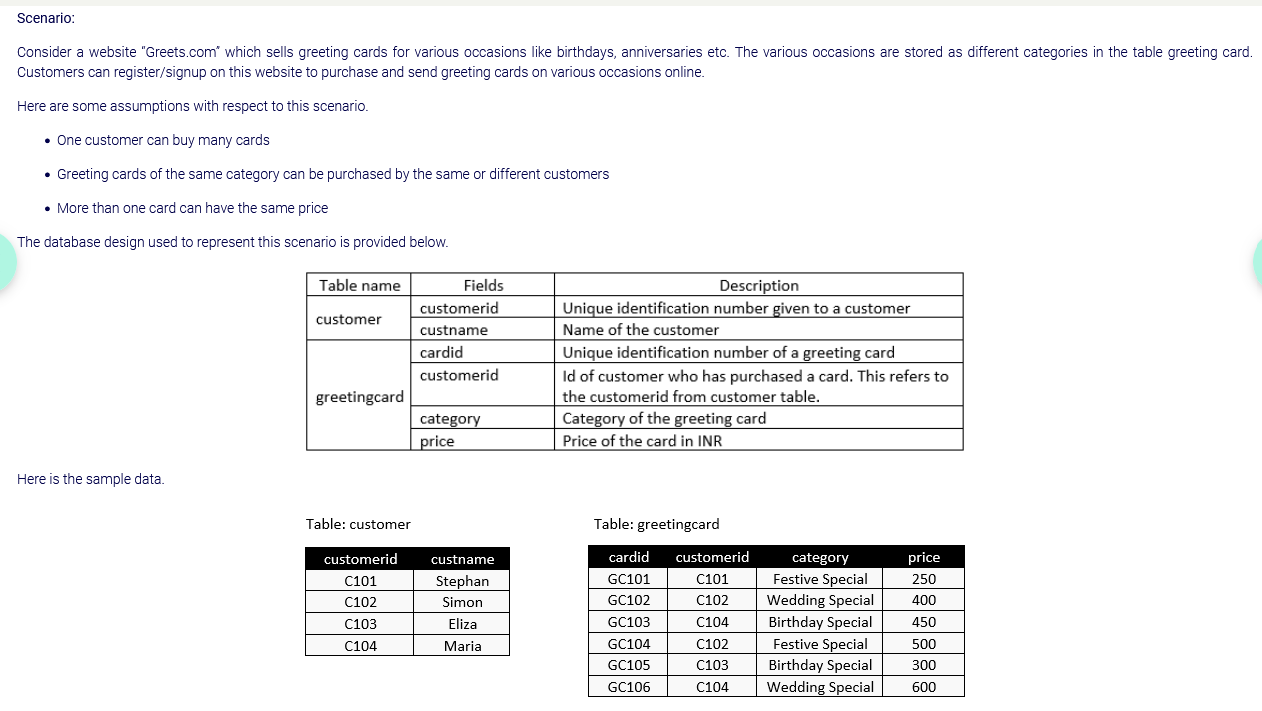 Scenario:
Consider a website "Greets.com" which sells greeting cards for various occasions like birthdays, anniversaries etc. The various occasions are stored as different categories in the table greeting card.
Customers can register/signup on this website to purchase and send greeting cards on various occasions online.
Here are some assumptions with respect to this scenario.
• One customer can buy many cards
• Greeting cards of the same category can be purchased by the same or different customers
• More than one card can have the same price
The database design used to represent this scenario is provided below.
Table name Fields Description
customer
customerid Unique identification number given to a customer
custname Name of the customer
greetingcard
cardid Unique identification number of a greeting card
customerid Id of customer who has purchased a card. This refers to
the customerid from customer table.
category Category of the greeting card
price Price of the card in INR
Here is the sample data.
Table: customer
customerid custname
C101 Stephan
C102 Simon
C103 Eliza
C104 Maria
Table: greetingcard
cardid customerid category price
GC101 C101 Festive Special 250
GC102 C102 Wedding Special 400
GC103 C104 Birthday Special 450
GC104 C102 Festive Special 500
GC105 C103 Birthday Special 300
GC106 C104 Wedding Special 600